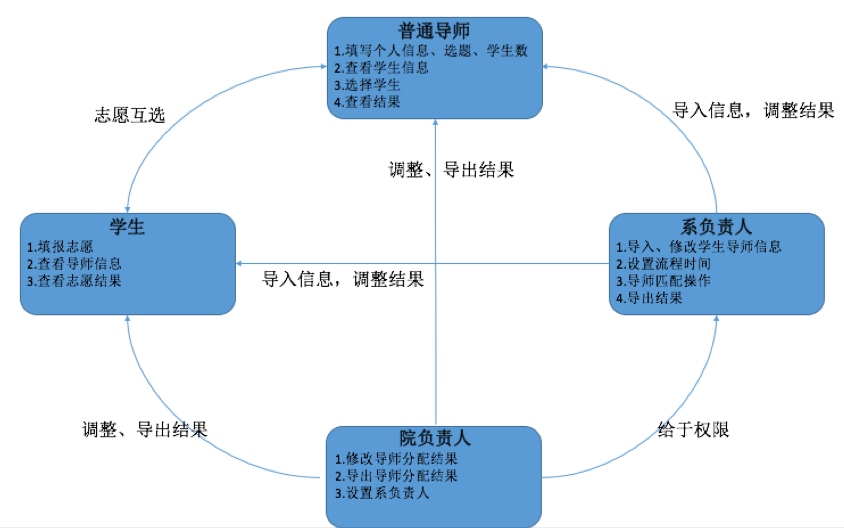 普通导师
1.填写个人信息、选题、学生数
2.查看学生信息
3.选择学生
4.查看结果
志愿互选
导入信息，调整结果
调整、导出结果
学生
1.填报志愿
2.查看导师信息
3.查看志愿结果
系负责人
1.导入、修改学生导师信息
2.设置流程时间
3.导师匹配操作
4.导出结果
导入信息，调整结果
调整、导出结果
给于权限
院负责人
1.修改导师分配结果
2.导出导师分配结果
3.设置系负责人